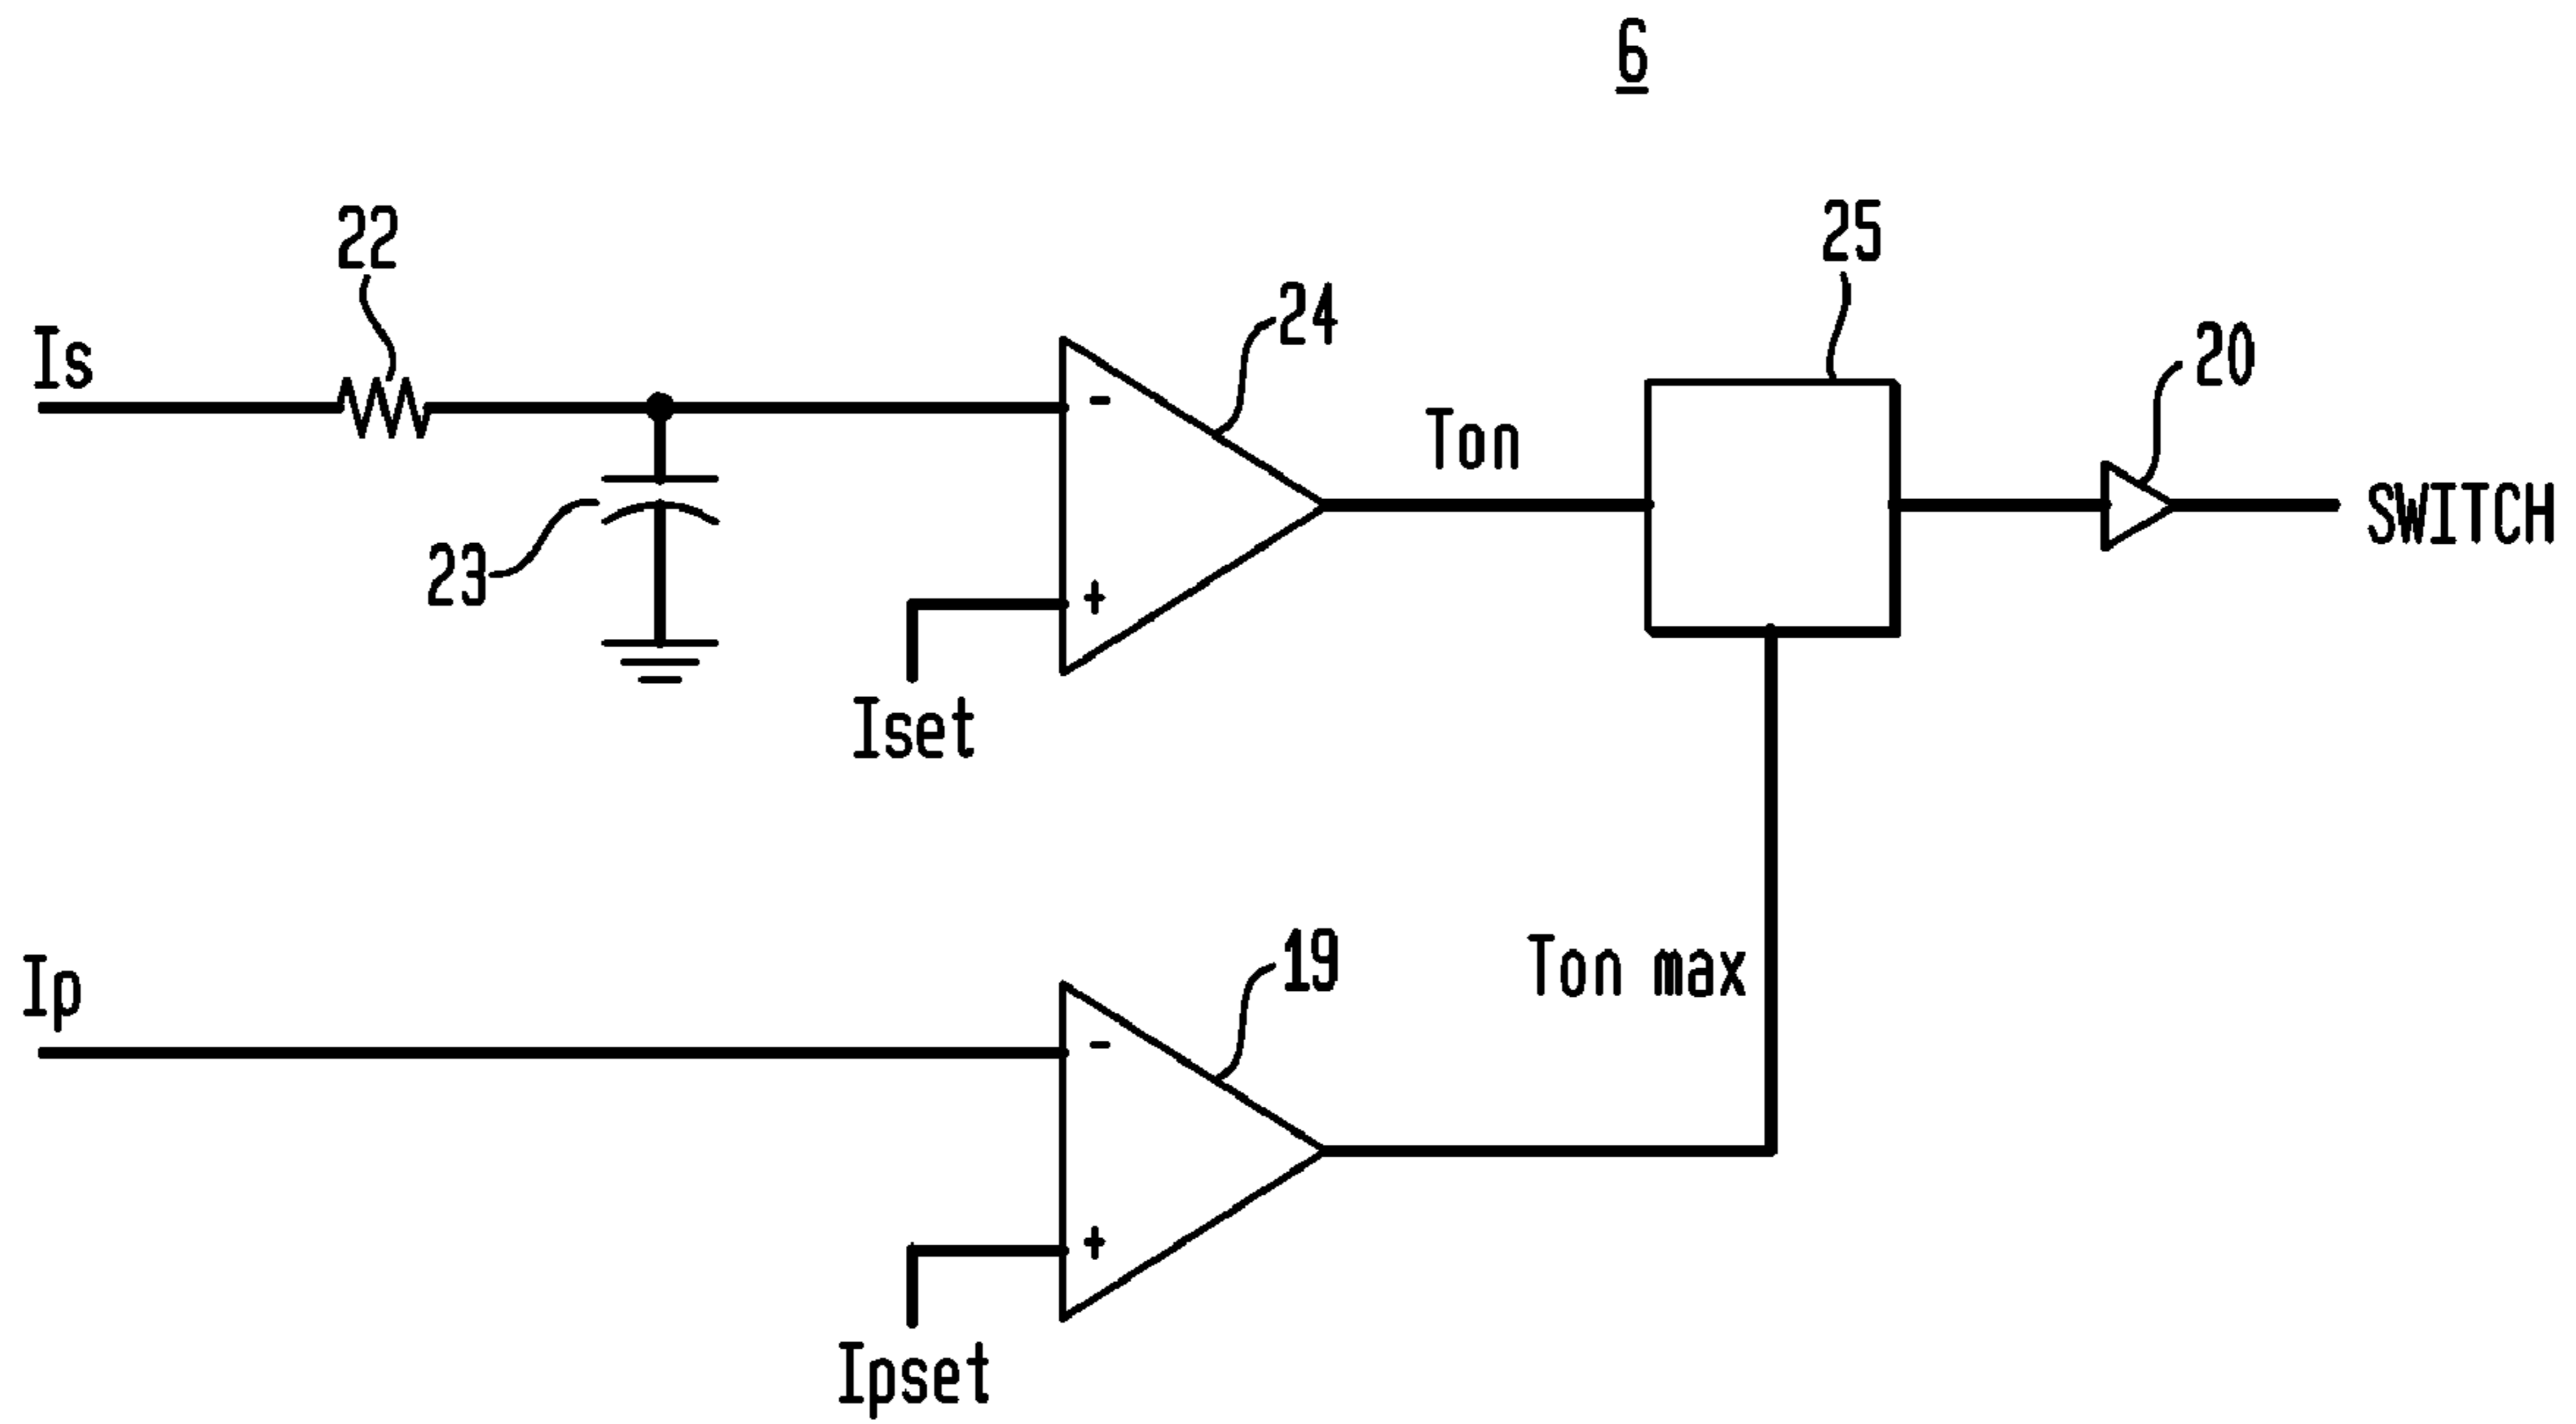 6
22
25
24
20
Is
-
Ton
SWITCH
23
+
Iset
19
Ton max
Ip
-
+
Ipset